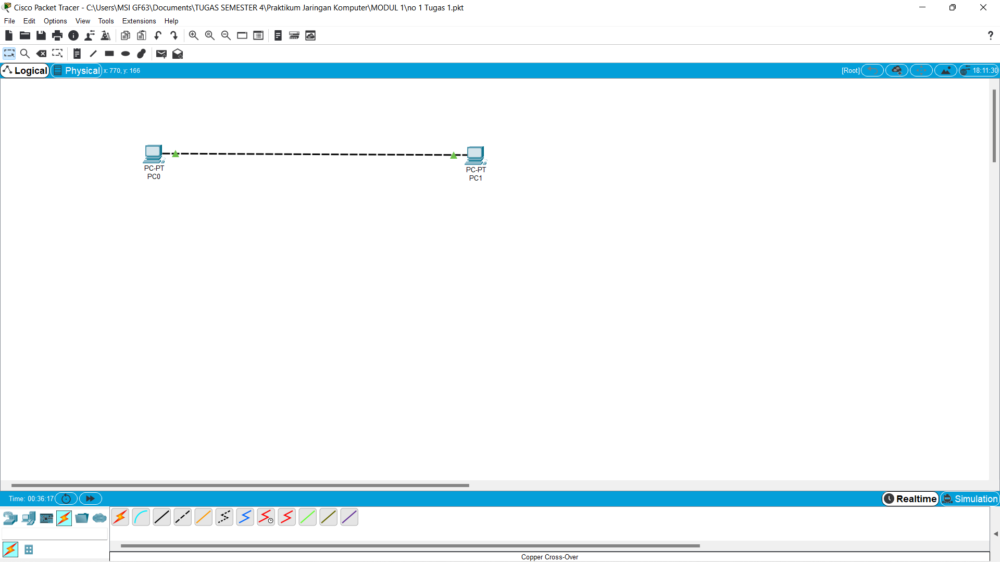 Cisco Packet Tracer - C:\Users\MSI GF63\Documents\TUGAS SEMESTER 4\Praktikum Jaringan Komputer\MODUL 1\no 1 Tugas 1.pkt
File Edit Options View Tools Extensions Help
?
Logical Physical x: 770, y: 166 [Root] 18:11:30
PC-PT
PC0
PC-PT
PC1
Time: 00:36:17 Realtime Simulation
Copper Cross-Over